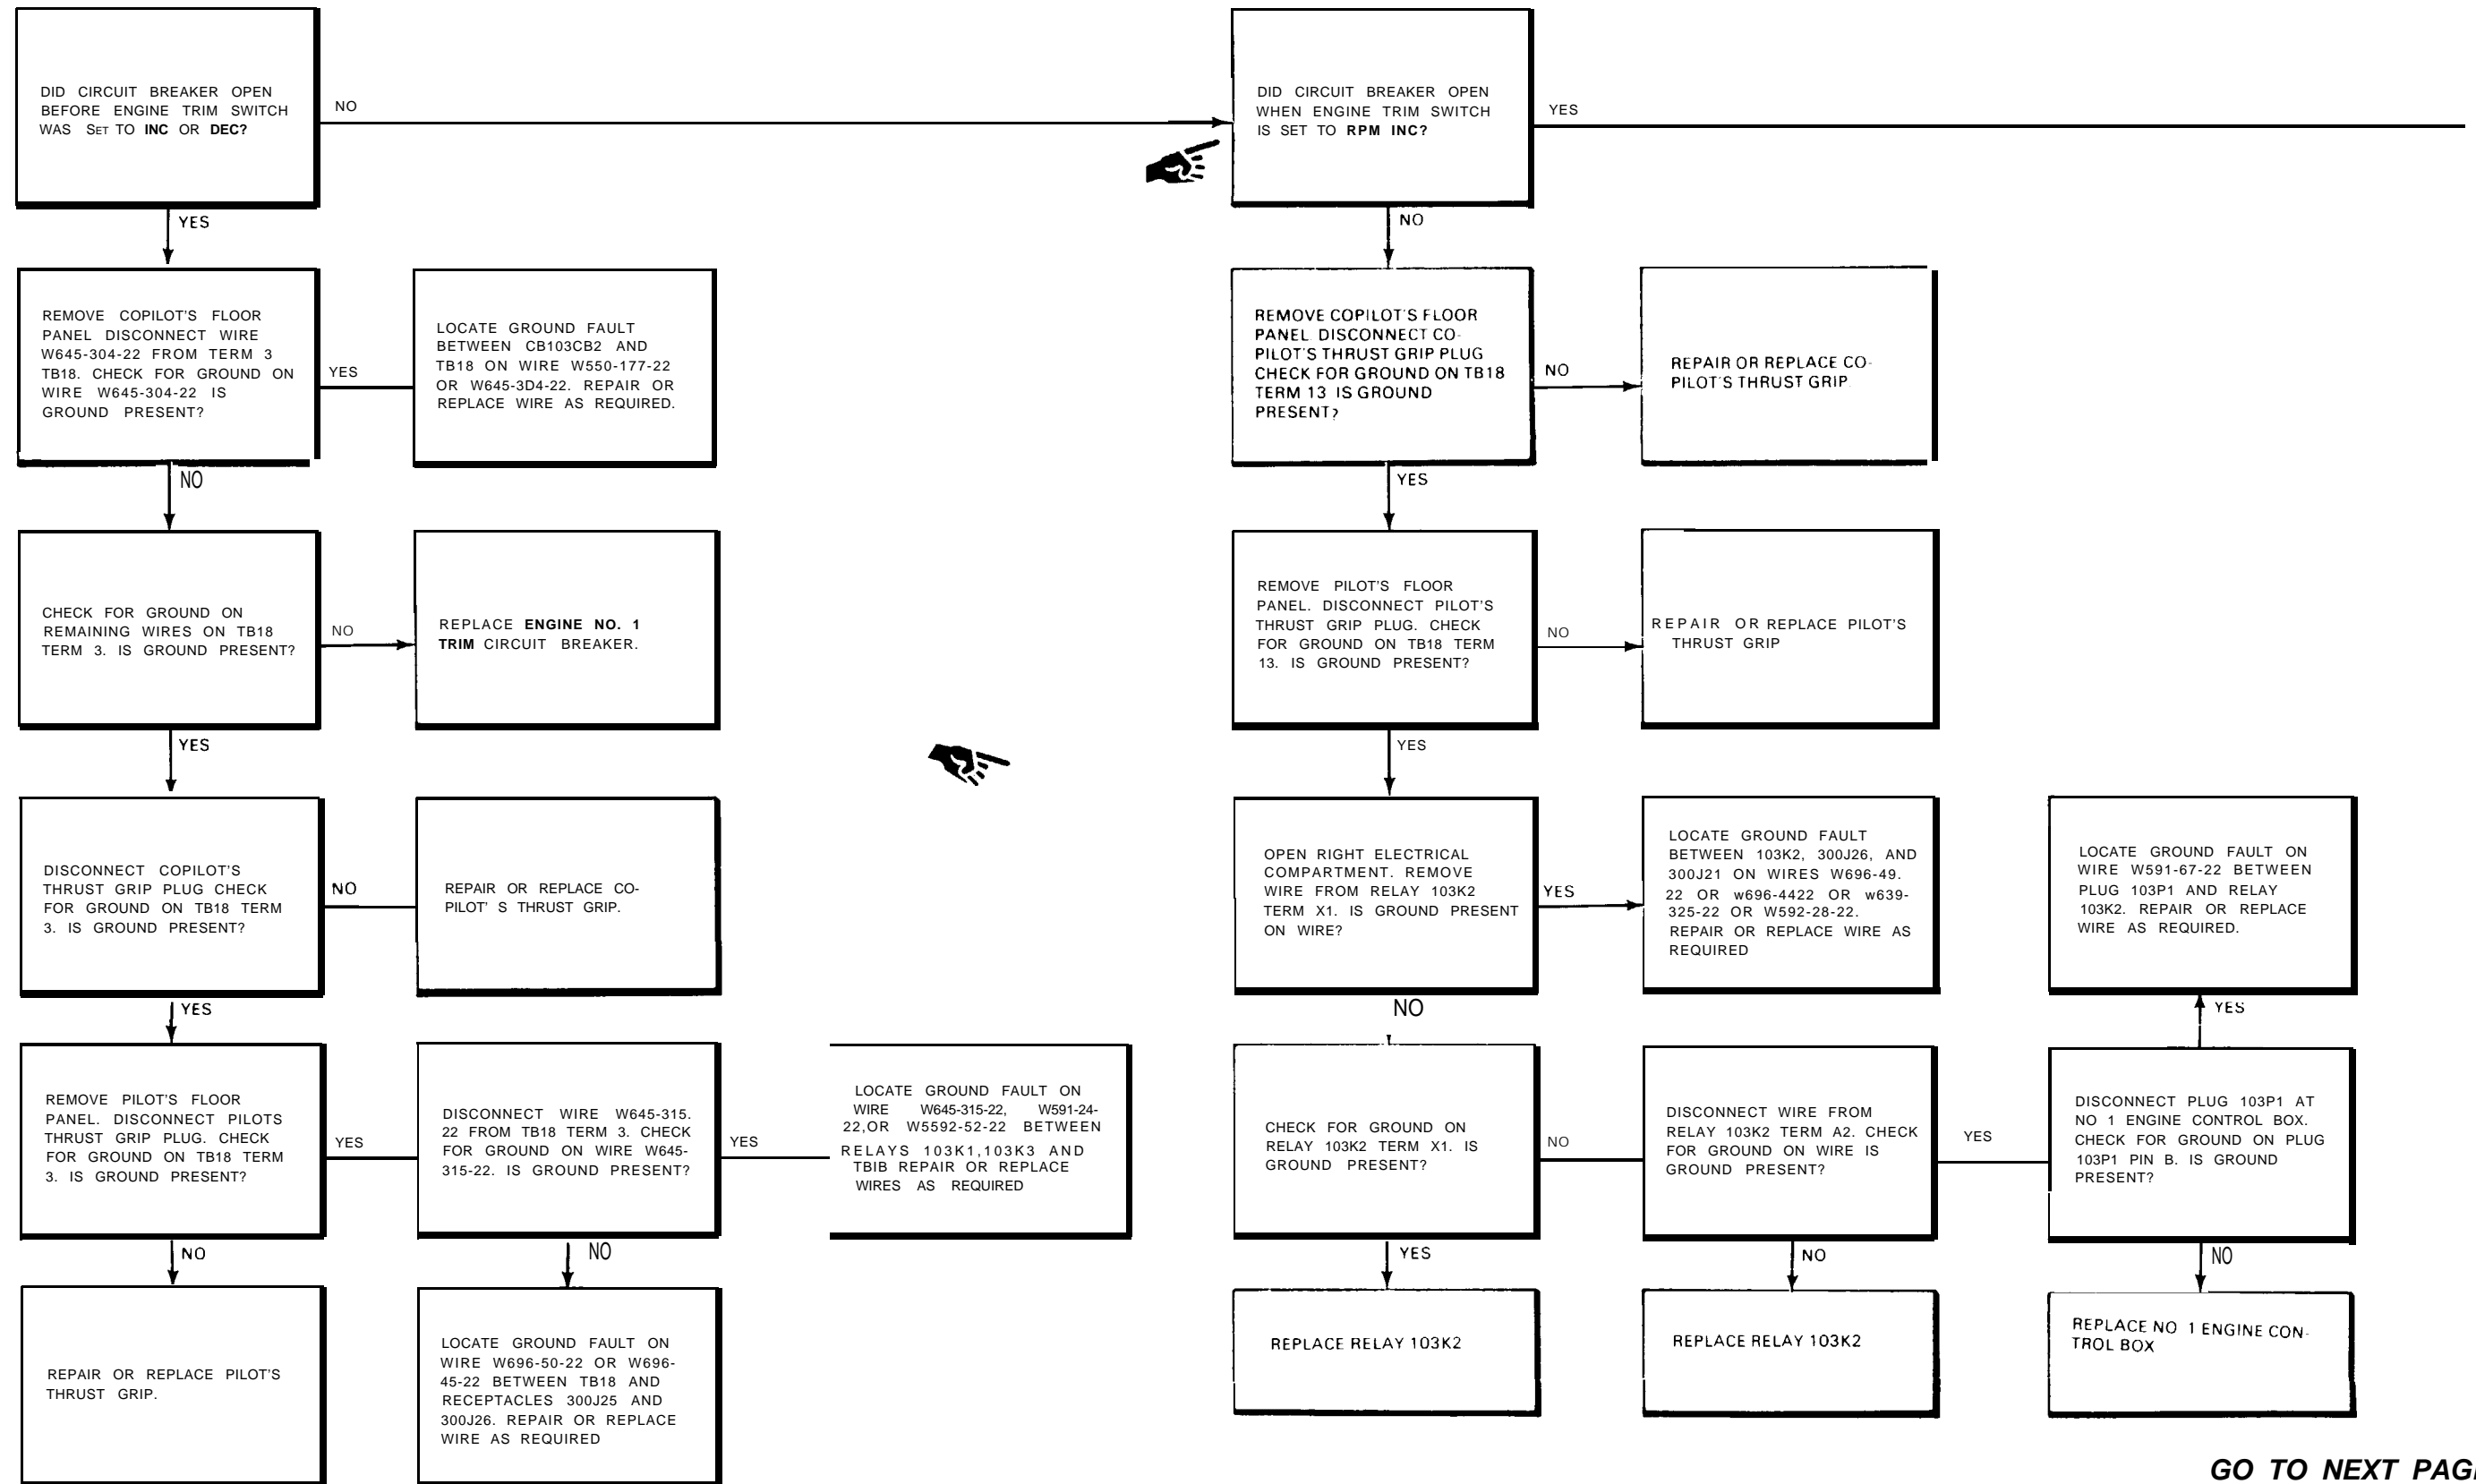 DID CIRCUIT BREAKER OPEN
BEFORE ENGINE TRIM SWITCH
WAS SET TO INC OR DEC?
NO
YES
REMOVE COPILOT'S FLOOR
PANEL DISCONNECT WIRE
W645-304-22 FROM TERM 3
TB18. CHECK FOR GROUND ON
WIRE W645-304-22 IS
GROUND PRESENT?
YES
LOCATE GROUND FAULT
BETWEEN CB103CB2 AND
TB18 ON WIRE W550-177-22
OR W645-3D4-22. REPAIR OR
REPLACE WIRE AS REQUIRED.
NO
CHECK FOR GROUND ON
REMAINING WIRES ON TB18
TERM 3. IS GROUND PRESENT?
NO
REPLACE ENGINE NO. 1
TRIM CIRCUIT BREAKER.
YES
DISCONNECT COPILOT'S
THRUST GRIP PLUG CHECK
FOR GROUND ON TB18 TERM
3. IS GROUND PRESENT?
NO
REPAIR OR REPLACE CO-
PILOT' S THRUST GRIP.
YES
REMOVE PILOT'S FLOOR
PANEL. DISCONNECT PILOTS
THRUST GRIP PLUG. CHECK
FOR GROUND ON TB18 TERM
3. IS GROUND PRESENT?
YES
DISCONNECT WIRE W645-315.
22 FROM TB18 TERM 3. CHECK
FOR GROUND ON WIRE W645-
315-22. IS GROUND PRESENT?
YES
LOCATE GROUND FAULT ON
WIRE W645-315-22, W591-24-
22,OR W5592-52-22 BETWEEN
RELAYS 103K1,103K3 AND
TBIB REPAIR OR REPLACE
WIRES AS REQUIRED
NO
REPAIR OR REPLACE PILOT'S
THRUST GRIP.
NO
LOCATE GROUND FAULT ON
WIRE W696-50-22 OR W696-
45-22 BETWEEN TB18 AND
RECEPTACLES 300J25 AND
300J26. REPAIR OR REPLACE
WIRE AS REQUIRED
DID CIRCUIT BREAKER OPEN
WHEN ENGINE TRIM SWITCH
IS SET TO RPM INC?
YES
NO
REMOVE COPILOT'S FLOOR
PANEL. DISCONNECT CO-
PILOT'S THRUST GRIP PLUG
CHECK FOR GROUND ON TB18
TERM 13 IS GROUND
PRESENT?
NO
REPAIR OR REPLACE CO-
PILOT'S THRUST GRIP.
YES
REMOVE PILOT'S FLOOR
PANEL. DISCONNECT PILOT'S
THRUST GRIP PLUG. CHECK
FOR GROUND ON TB18 TERM
13. IS GROUND PRESENT?
NO
REPAIR OR REPLACE PILOT'S
THRUST GRIP
YES
OPEN RIGHT ELECTRICAL
COMPARTMENT. REMOVE
WIRE FROM RELAY 103K2
TERM X1. IS GROUND PRESENT
ON WIRE?
YES
LOCATE GROUND FAULT
BETWEEN 103K2, 300J26, AND
300J21 ON WIRES W696-49.
22 OR w696-4422 OR w639-
325-22 OR W592-28-22.
REPAIR OR REPLACE WIRE AS
REQUIRED
LOCATE GROUND FAULT ON
WIRE W591-67-22 BETWEEN
PLUG 103P1 AND RELAY
103K2. REPAIR OR REPLACE
WIRE AS REQUIRED.
NO
YES
CHECK FOR GROUND ON
RELAY 103K2 TERM X1. IS
GROUND PRESENT?
NO
DISCONNECT WIRE FROM
RELAY 103K2 TERM A2. CHECK
FOR GROUND ON WIRE IS
GROUND PRESENT?
YES
DISCONNECT PLUG 103P1 AT
NO 1 ENGINE CONTROL BOX.
CHECK FOR GROUND ON PLUG
103P1 PIN B. IS GROUND
PRESENT?
YES
REPLACE RELAY 103K2
NO
REPLACE RELAY 103K2
NO
REPLACE NO 1 ENGINE CON-
TROL BOX
GO TO NEXT PAG